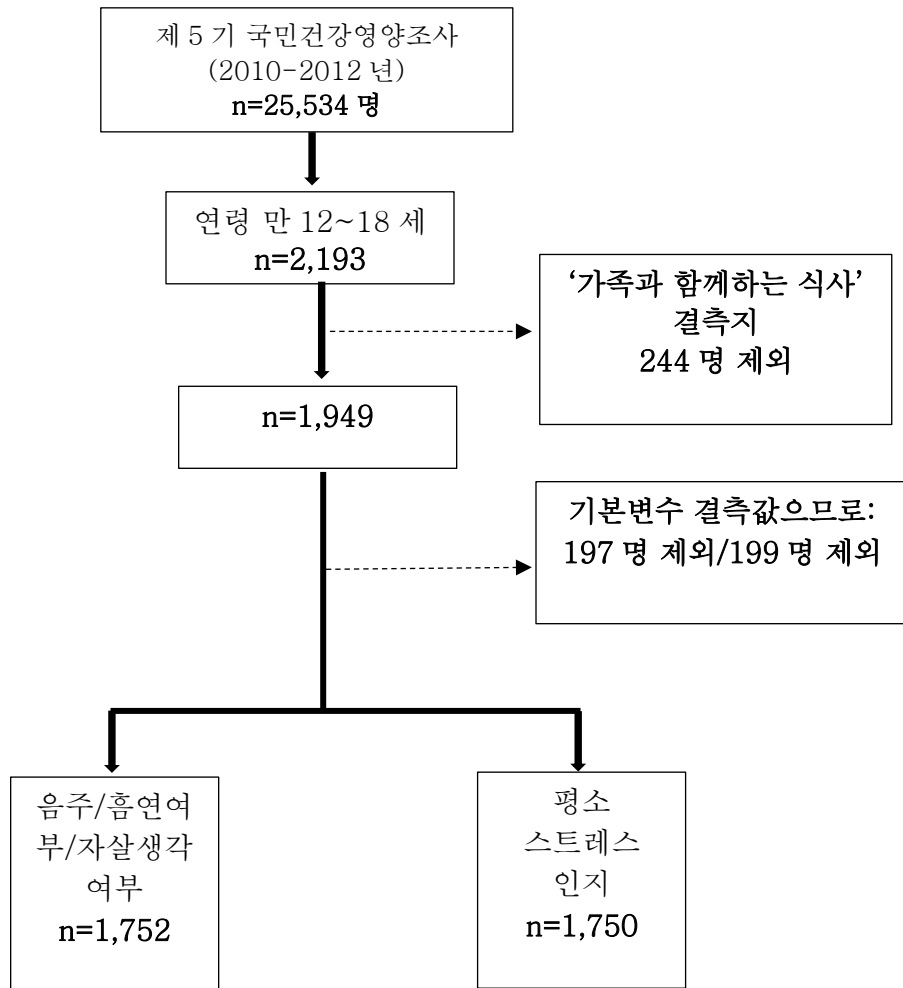 제 5 기 국민건강영양조사
(2010-2012 년)
n=25,534 명
연령 만 12~18 세
n=2,193
‘가족과 함께하는 식사’
결측지
244 명 제외
n=1,949
기본변수 결측값으므로:
197 명 제외/199 명 제외
음주/흡연여
부/자살생각
여부
n=1,752
평소
스트레스
인지
n=1,750